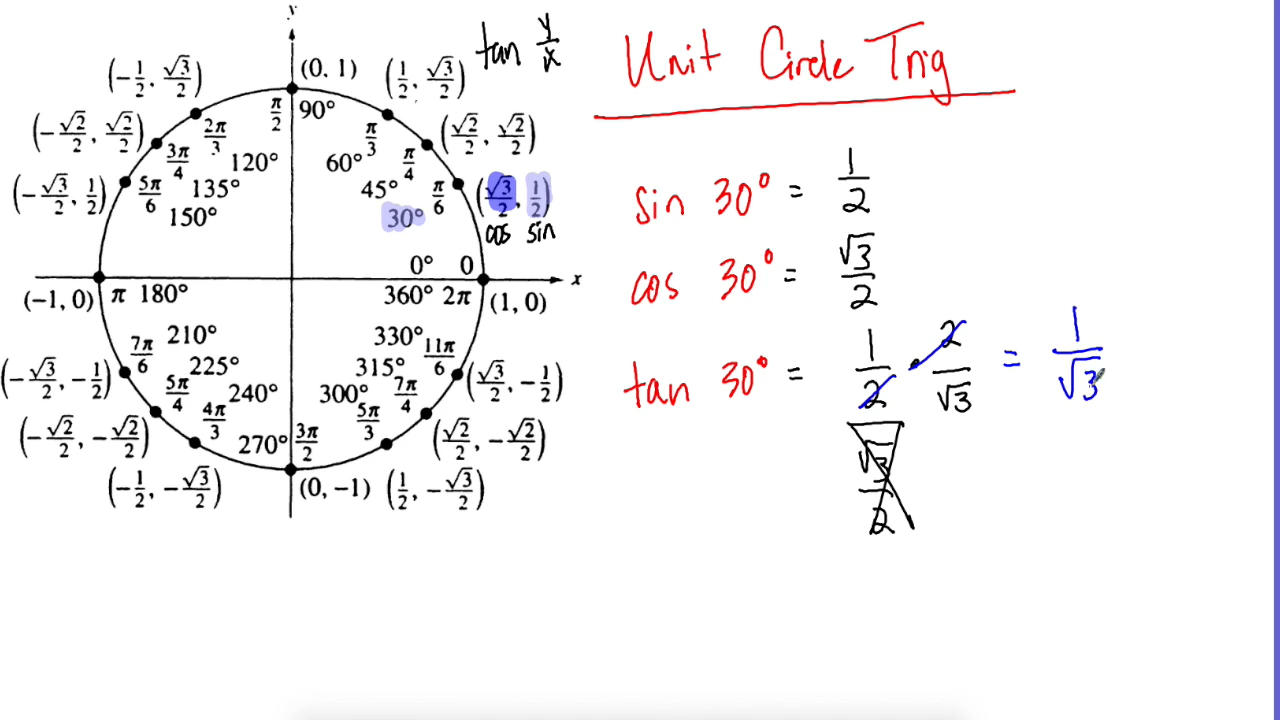 y
tan y/x
Unit Circle Trig
(0, 1)
(-1/2, √3/2)
(1/2, √3/2)
π/2 90°
(-√2/2, √2/2)
2π/3
π/3
(√2/2, √2/2)
3π/4 120°
60° π/4
(-√3/2, 1/2)
5π/6 135°
45° π/6
(√3/2, 1/2)
150°
30°
cos sin
0° 0
x
(-1, 0) π 180°
360° 2π (1, 0)
7π/6 210°
330° 11π/6
(-√3/2, -1/2)
225°
315°
(√3/2, -1/2)
5π/4 240°
300° 7π/4
(-√2/2, -√2/2)
4π/3
5π/3
(√2/2, -√2/2)
270° 3π/2
(-1/2, -√3/2)
(0, -1)
(1/2, -√3/2)
sin 30° = 1/2
cos 30° = √3/2
tan 30° = 1/2 · 2/√3 = 1/√3
√3/2